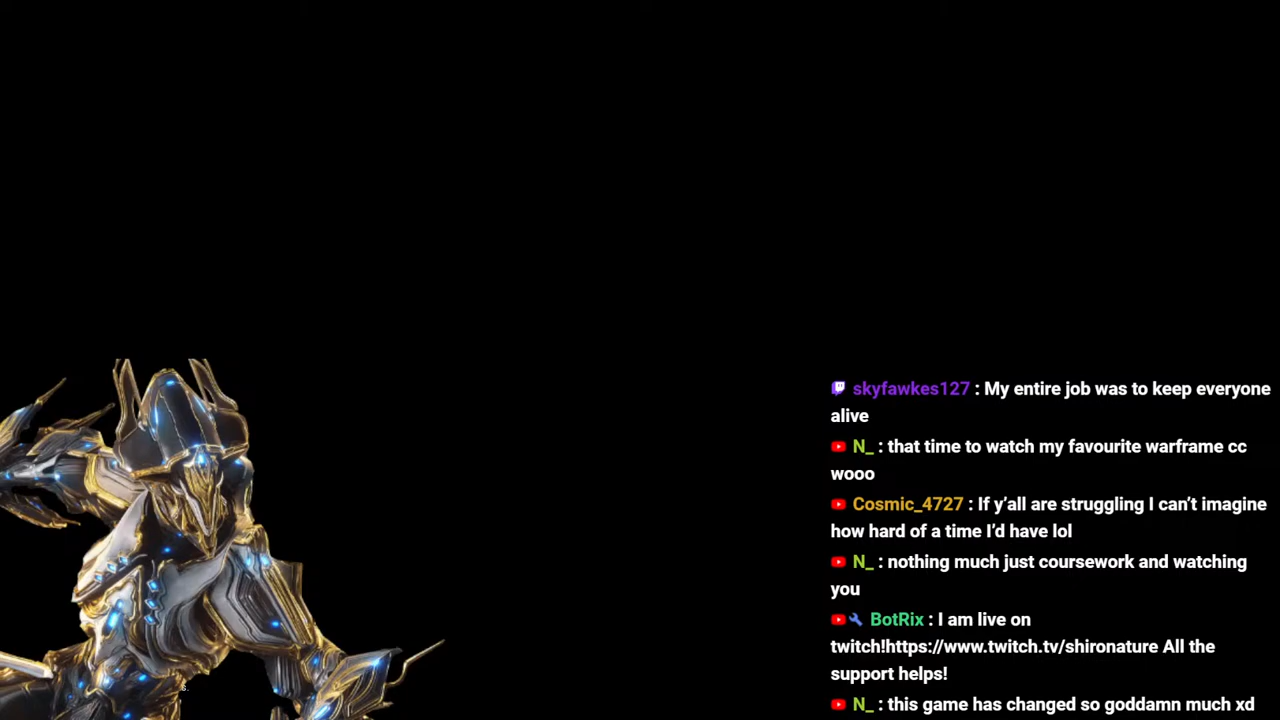 skyfawkes127 : My entire job was to keep everyone
alive
N_ : that time to watch my favourite warframe cc
wooo
Cosmic_4727 : If y'all are struggling I can't imagine
how hard of a time I'd have lol
N_ : nothing much just coursework and watching
you
BotRix : I am live on
twitch!https://www.twitch.tv/shironature All the
support helps!
N_ : this game has changed so goddamn much xd